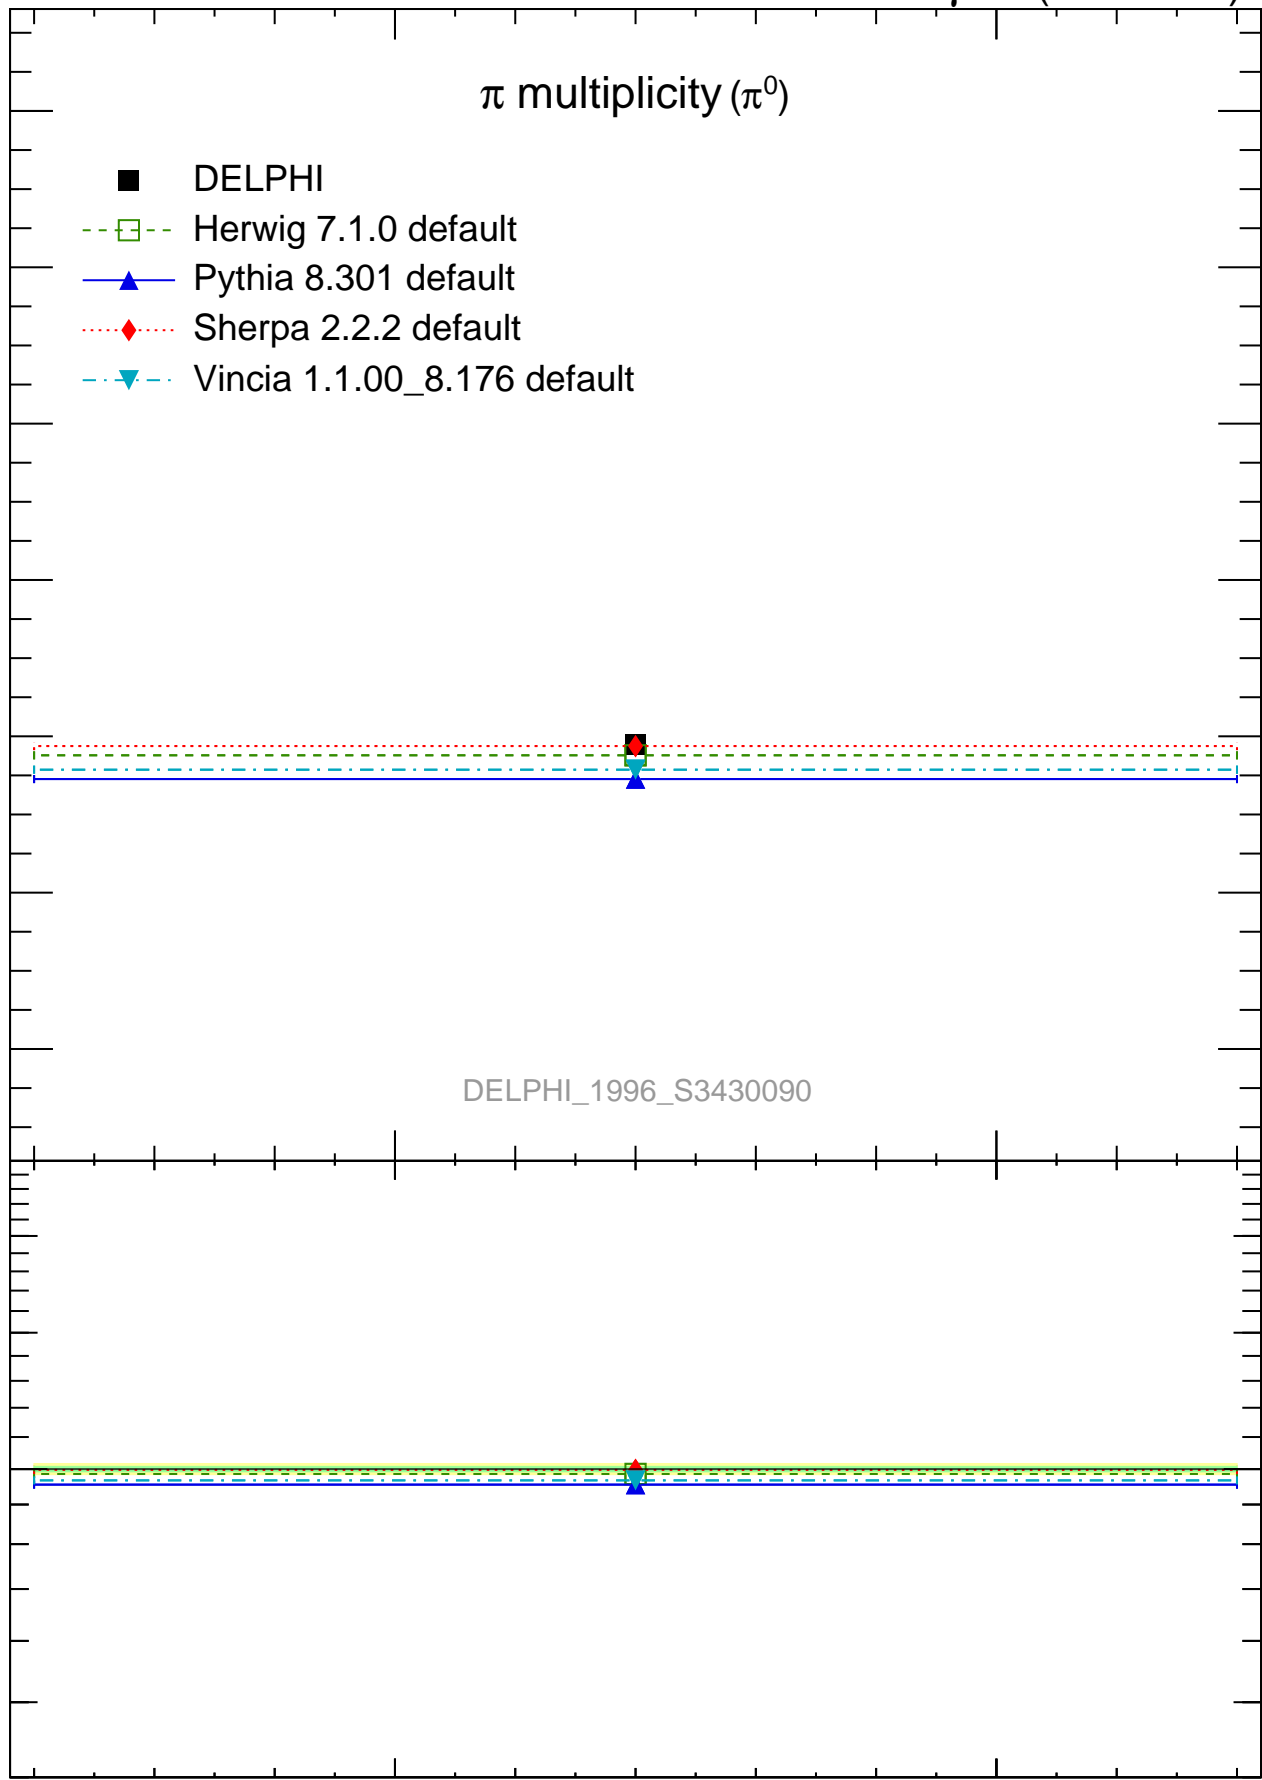 π multiplicity (π⁰)
DELPHI
Herwig 7.1.0 default
Pythia 8.301 default
Sherpa 2.2.2 default
Vincia 1.1.00_8.176 default
DELPHI_1996_S3430090